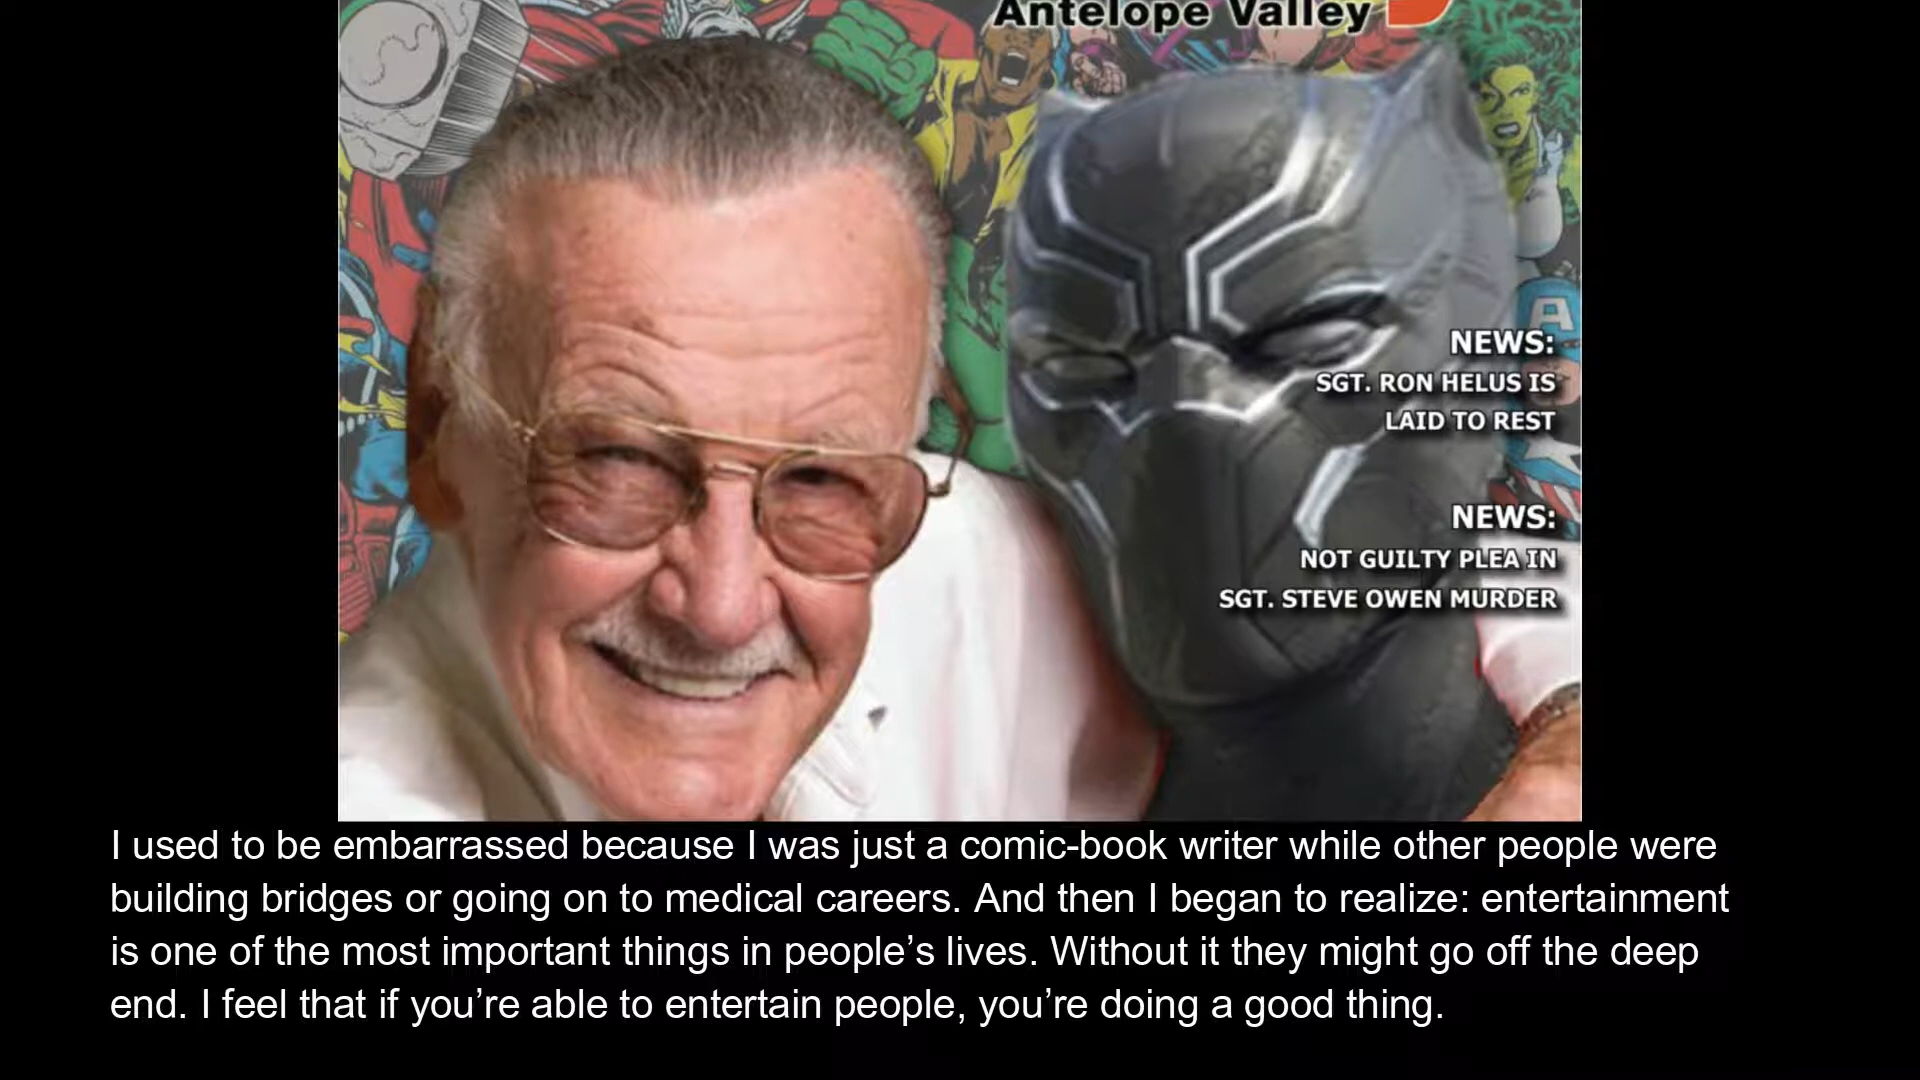 Antelope Valley
NEWS:
SGT. RON HELUS IS
LAID TO REST
NEWS:
NOT GUILTY PLEA IN
SGT. STEVE OWEN MURDER
I used to be embarrassed because I was just a comic-book writer while other people were
building bridges or going on to medical careers. And then I began to realize: entertainment
is one of the most important things in people’s lives. Without it they might go off the deep
end. I feel that if you’re able to entertain people, you’re doing a good thing.